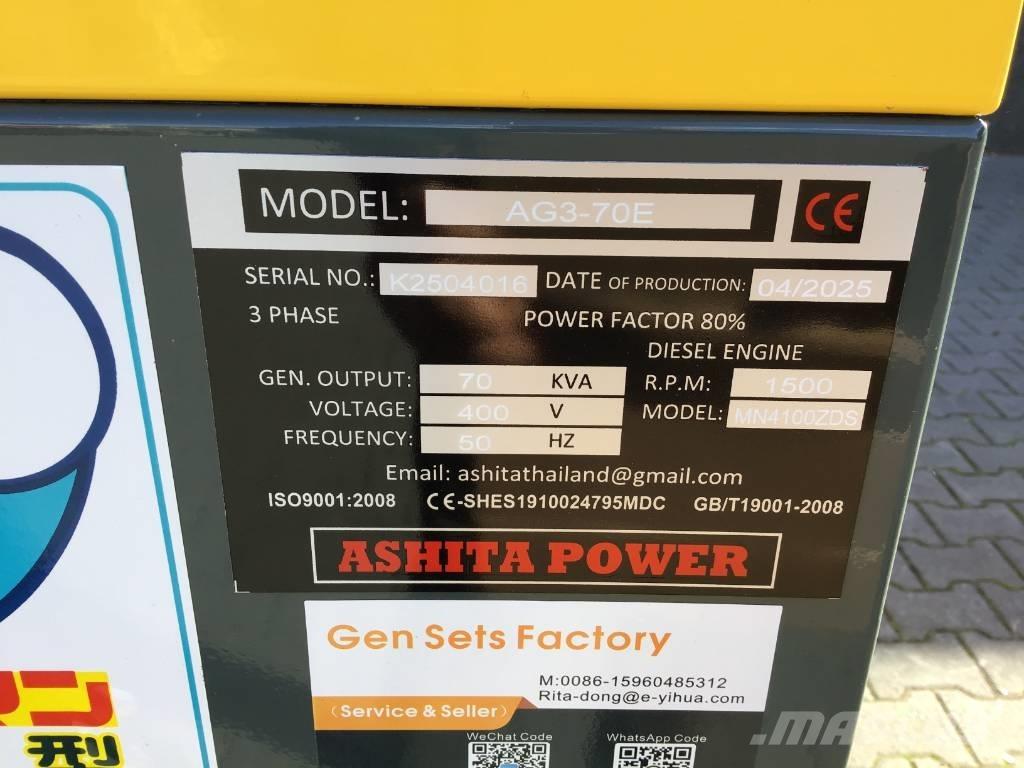 MODEL: AG3-70E CE
SERIAL NO.: K2504016 DATE OF PRODUCTION: 04/2025
3 PHASE POWER FACTOR 80%
DIESEL ENGINE
GEN. OUTPUT: 70 KVA R.P.M: 1500
VOLTAGE: 400 V MODEL: MN4100ZDS
FREQUENCY: 50 HZ
Email: ashitathailand@gmail.com
ISO9001:2008 CE-SHES1910024795MDC GB/T19001-2008
ASHITA POWER
Gen Sets Factory
M:0086-15960485312
Rita-dong@e-yihua.com
(Service & Seller)
WeChat Code WhatsApp Code
ン
型